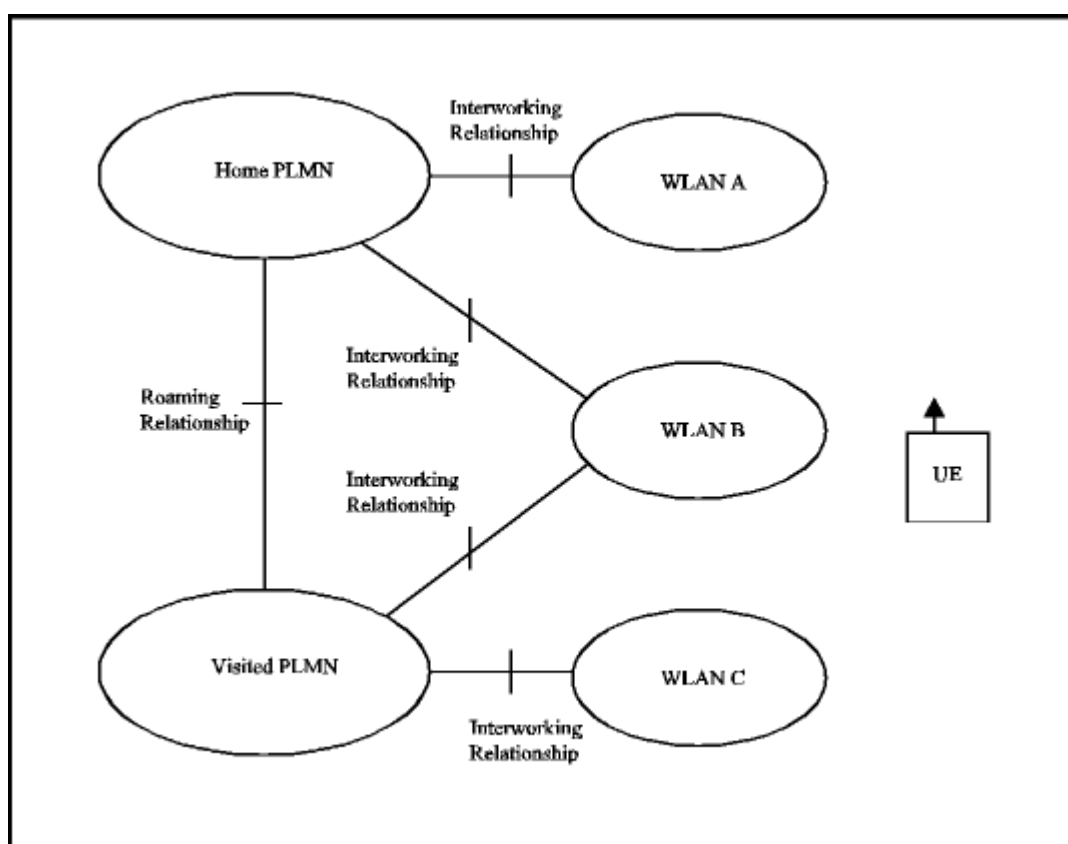 Interworking
Relationship
Home PLMN
WLAN A
Interworking
Relationship
Roaming
Relationship
WLAN B
UE
Interworking
Relationship
Visited PLMN
WLAN C
Interworking
Relationship